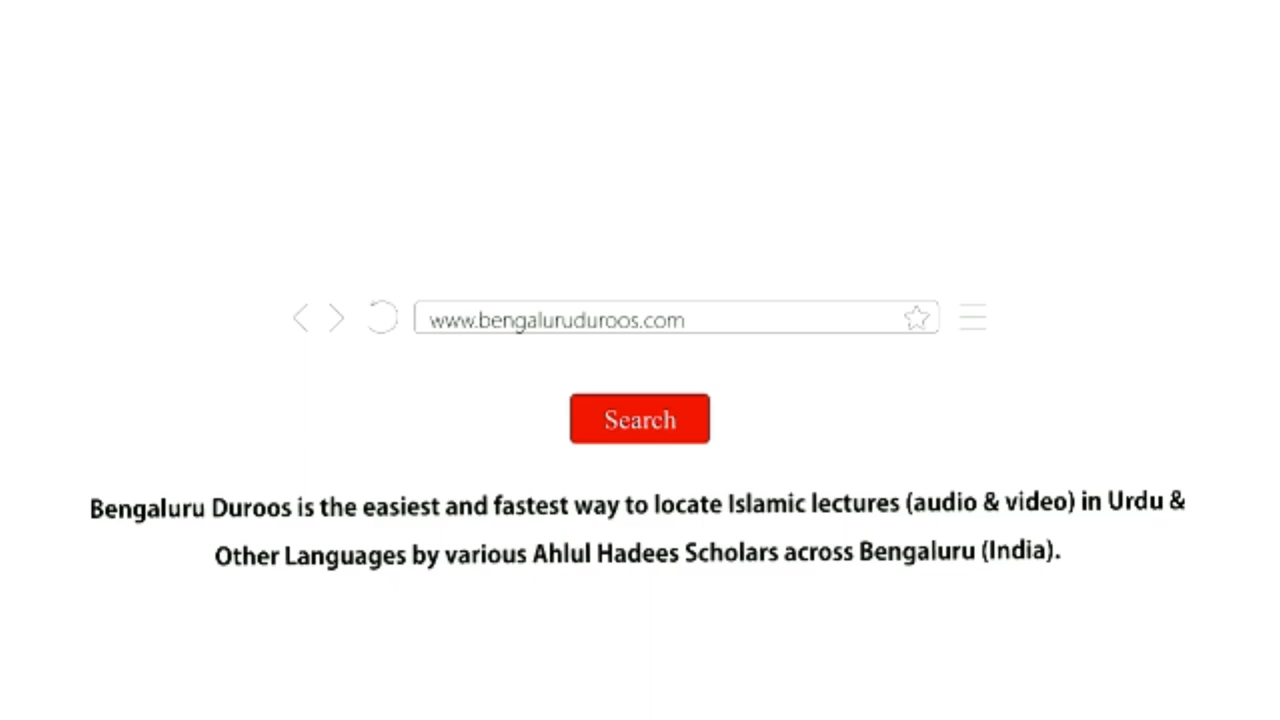 www.bengaluruduroos.com
Search
Bengaluru Duroos is the easiest and fastest way to locate Islamic lectures (audio & video) in Urdu &
Other Languages by various Ahlul Hadees Scholars across Bengaluru (India).